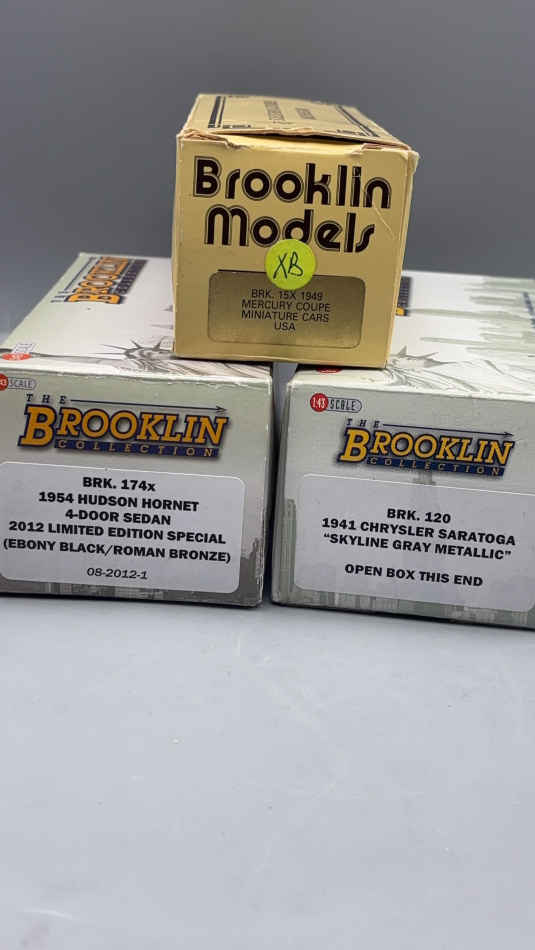 Brooklin
Models
XB
BRK. 15X 1949
MERCURY COUPE
MINIATURE CARS
USA
BROOKLIN
43 SCALE
THE
BROOKLIN
COLLECTION
BRK. 174x
1954 HUDSON HORNET
4-DOOR SEDAN
2012 LIMITED EDITION SPECIAL
(EBONY BLACK/ROMAN BRONZE)
08-2012-1
1:43 SCALE
THE
BROOKLIN
COLLECTION
BRK. 120
1941 CHRYSLER SARATOGA
"SKYLINE GRAY METALLIC"
OPEN BOX THIS END